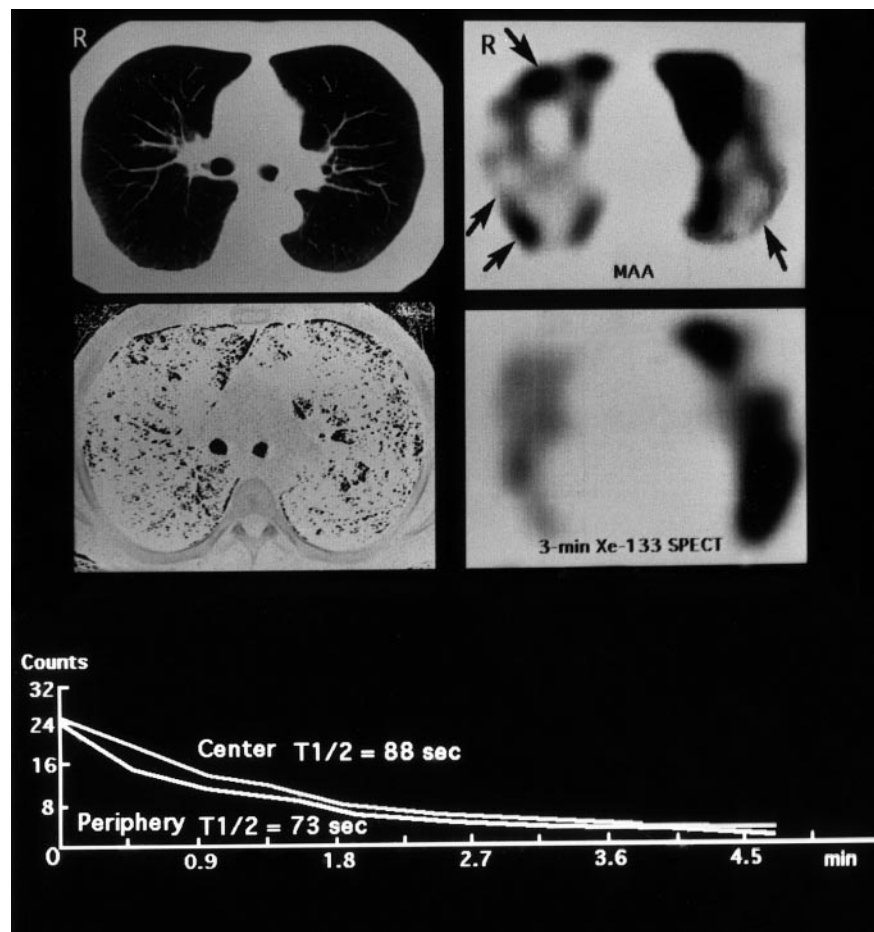 R
R
MAA
3-min Xe-133 SPECT
Counts
32
24
16
8
0
Center T1/2 = 88 sec
Periphery T1/2 = 73 sec
0.9 1.8 2.7 3.6 4.5 min